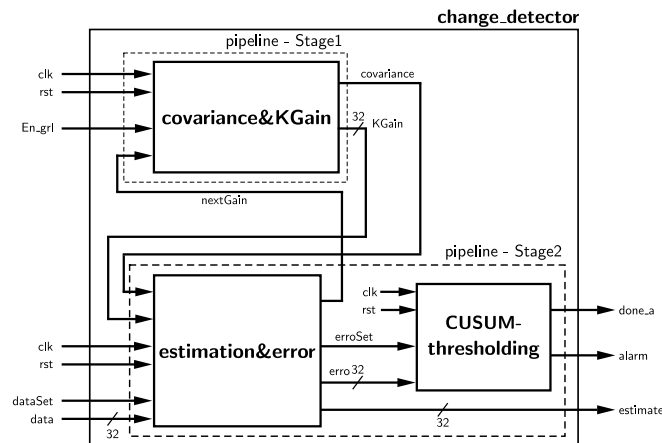 change_detector
pipeline - Stage1
clk
covariance
rst
covariance&KGain
32
KGain
En_grl
nextGain
pipeline - Stage2
clk
rst
done_a
CUSUM-
thresholding
clk
erroSet
estimation&error
alarm
rst
erro
32
dataSet
estimate
data
32
32